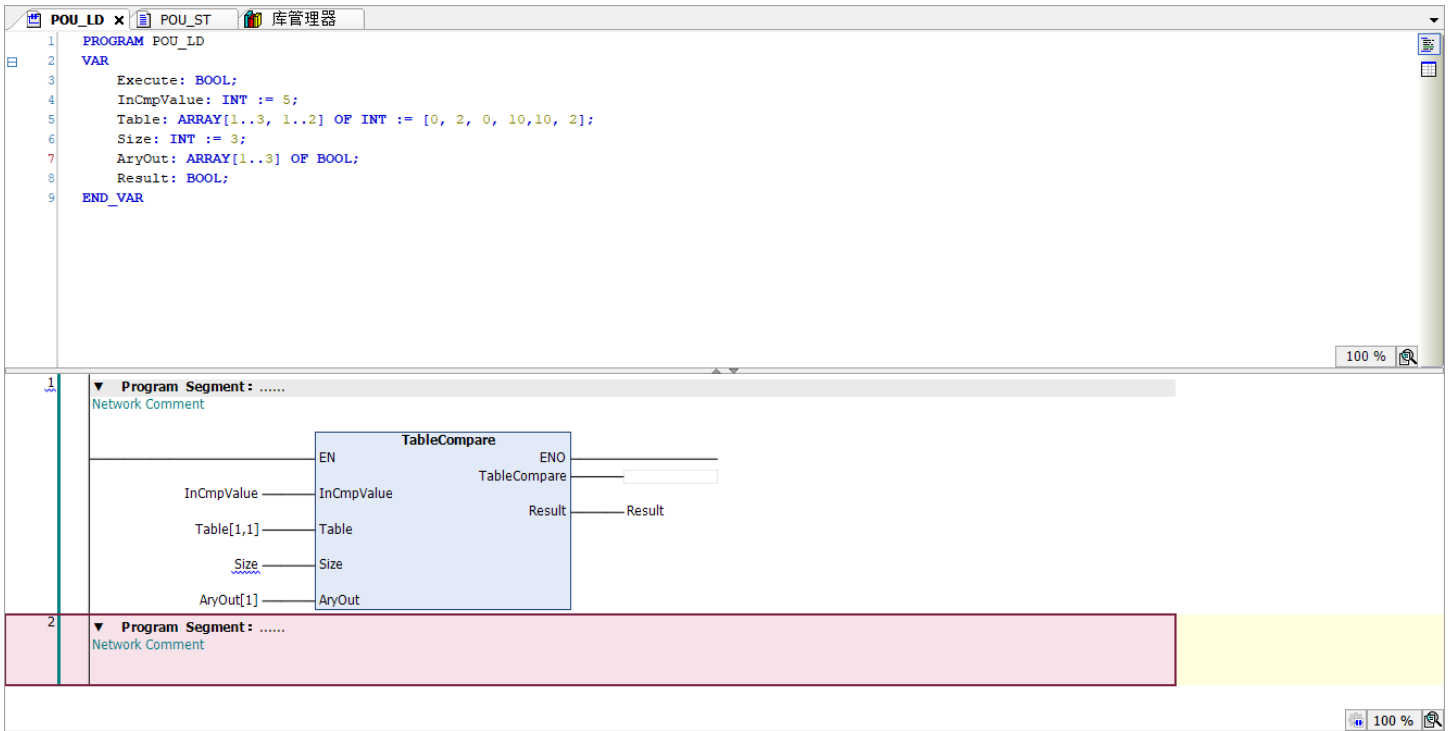 POU_LD x POU_ST 库管理器
1 PROGRAM POU_LD
2 VAR
3 Execute: BOOL;
4 InCmpValue: INT := 5;
5 Table: ARRAY[1..3, 1..2] OF INT := [0, 2, 0, 10,10, 2];
6 Size: INT := 3;
7 AryOut: ARRAY[1..3] OF BOOL;
8 Result: BOOL;
9 END_VAR
100 %
1 ▼ Program Segment: ......
Network Comment
TableCompare
EN ENO
TableCompare
InCmpValue InCmpValue
Result Result
Table[1,1] Table
Size Size
AryOut[1] AryOut
2 ▼ Program Segment: ......
Network Comment
100 %